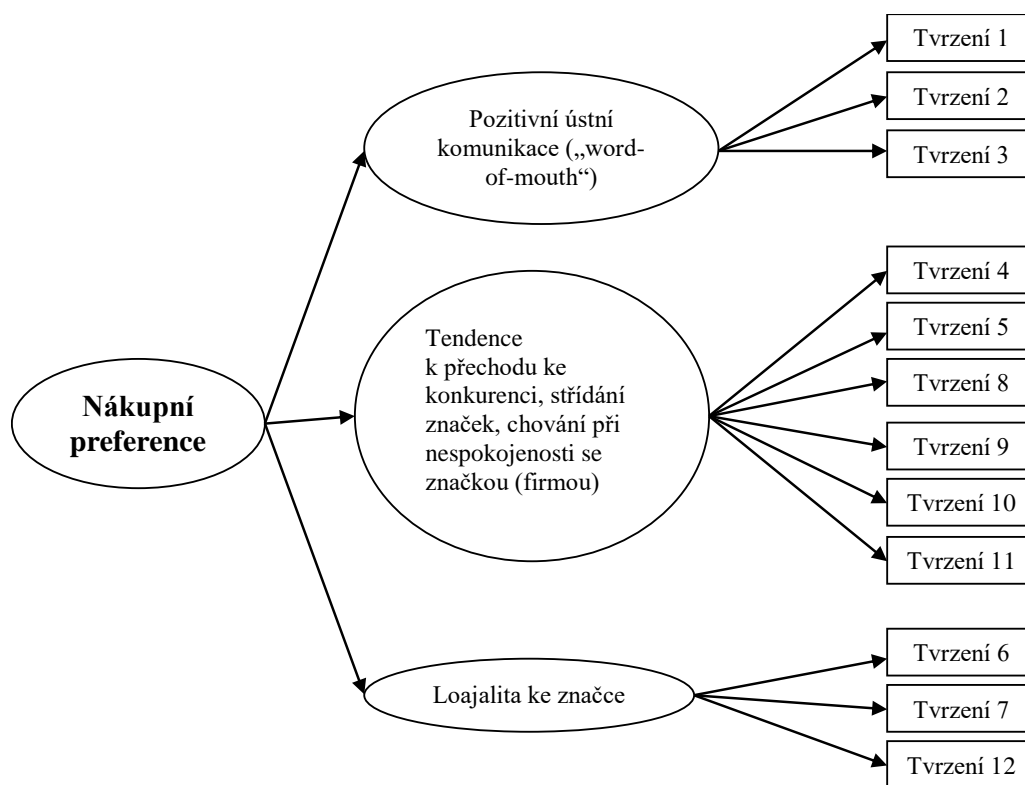 Nákupní
preference
Pozitivní ústní
komunikace („word-
of-mouth“)
Tvrzení 1
Tvrzení 2
Tvrzení 3
Tendence
k přechodu ke
konkurenci, střídání
značek, chování při
nespokojenosti se
značkou (firmou)
Tvrzení 4
Tvrzení 5
Tvrzení 8
Tvrzení 9
Tvrzení 10
Tvrzení 11
Loajalita ke značce
Tvrzení 6
Tvrzení 7
Tvrzení 12